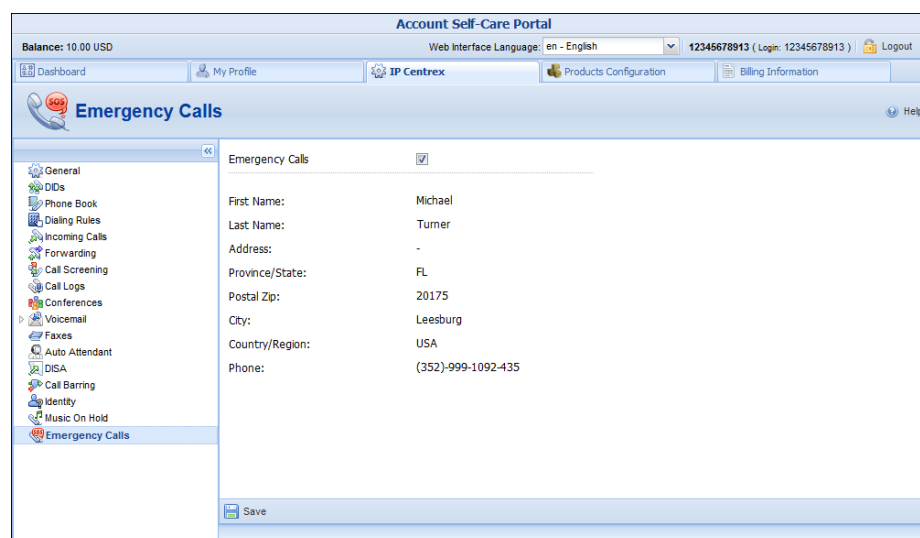 Account Self-Care Portal
Balance: 10.00 USD Web Interface Language: en - English 12345678913 ( Login: 12345678913 ) Logout
Dashboard My Profile IP Centrex Products Configuration Billing Information
SOS Emergency Calls Help
General
DIDs
Phone Book
Dialing Rules
Incoming Calls
Forwarding
Call Screening
Call Logs
Conferences
Voicemail
Faxes
Auto Attendant
DISA
Call Barring
Identity
Music On Hold
Emergency Calls
Emergency Calls
First Name: Michael
Last Name: Turner
Address: -
Province/State: FL
Postal Zip: 20175
City: Leesburg
Country/Region: USA
Phone: (352)-999-1092-435
Save